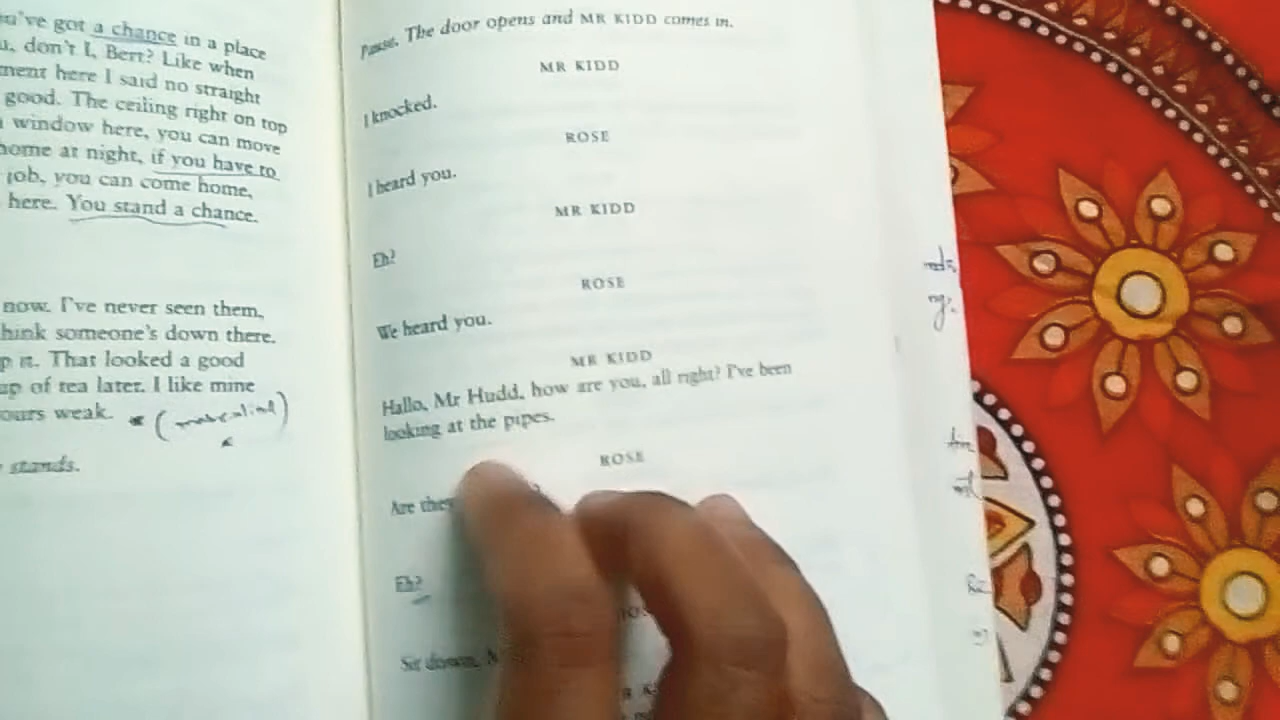 u've got a chance in a place
u, don't I, Bert? Like when
ment here I said no straight
good. The ceiling right on top
window here, you can move
home at night, if you have to
job, you can come home,
here. You stand a chance.
now. I've never seen them,
hink someone's down there.
p it. That looked a good
up of tea later. I like mine
ours weak.
stands.
Pause. The door opens and MR KIDD comes in.
MR KIDD
I knocked.
ROSE
I heard you.
MR KIDD
Eh?
ROSE
We heard you.
MR KIDD
Hallo, Mr Hudd, how are you, all right? I've been
looking at the pipes.
ROSE
Are they
Eh?
Sit down, M